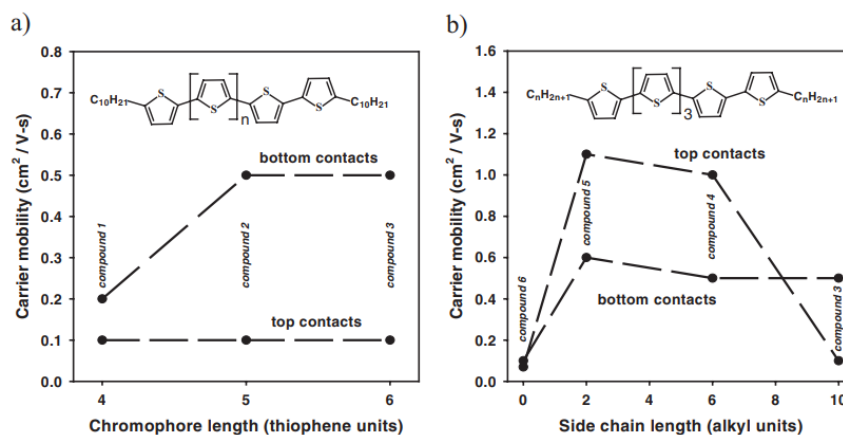 a)
0.8
0.7
0.6
0.5
0.4
0.3
0.2
0.1
0.0
Carrier mobility (cm² / V-s)
C₁₀H₂₁
S
S
n
S
S
C₁₀H₂₁
bottom contacts
compound 1
compound 2
compound 3
top contacts
4
5
6
Chromophore length (thiophene units)
b)
1.6
1.4
1.2
1.0
0.8
0.6
0.4
0.2
0.0
Carrier mobility (cm² / V-s)
CₙH₂ₙ₊₁
S
S
3
S
S
CₙH₂ₙ₊₁
top contacts
compound 6
compound 5
compound 4
compound 3
bottom contacts
0
2
4
6
8
10
Side chain length (alkyl units)